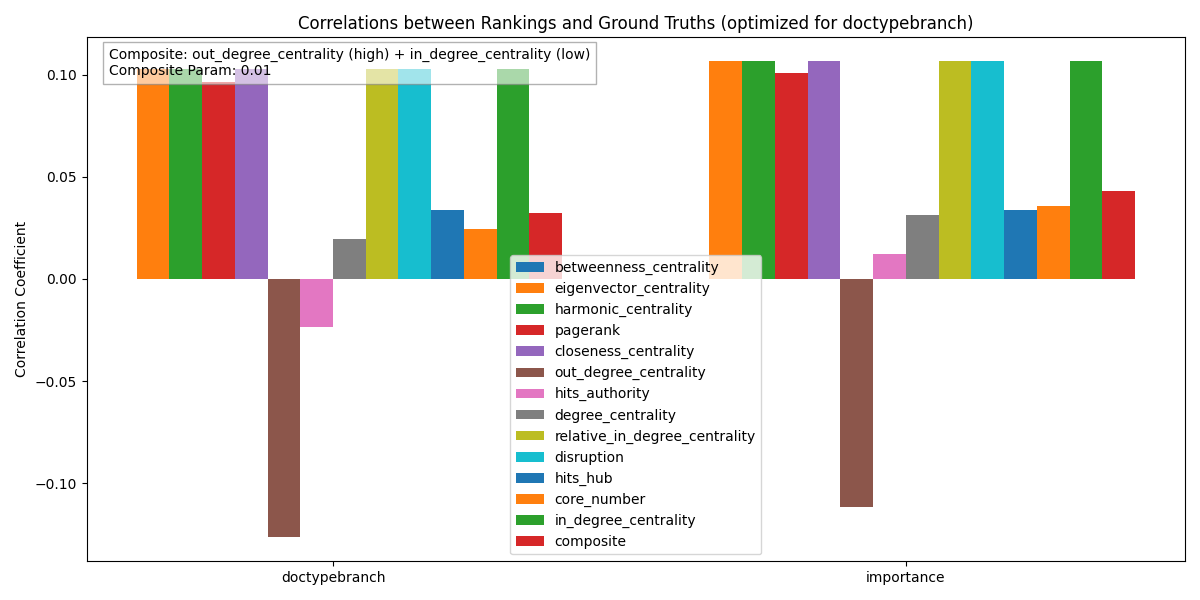 Correlations between Rankings and Ground Truths (optimized for doctypebranch)
Composite: out_degree_centrality (high) + in_degree_centrality (low)
Composite Param: 0.01
Correlation Coefficient
0.10
0.05
0.00
−0.05
−0.10
betweenness_centrality
eigenvector_centrality
harmonic_centrality
pagerank
closeness_centrality
out_degree_centrality
hits_authority
degree_centrality
relative_in_degree_centrality
disruption
hits_hub
core_number
in_degree_centrality
composite
doctypebranch
importance